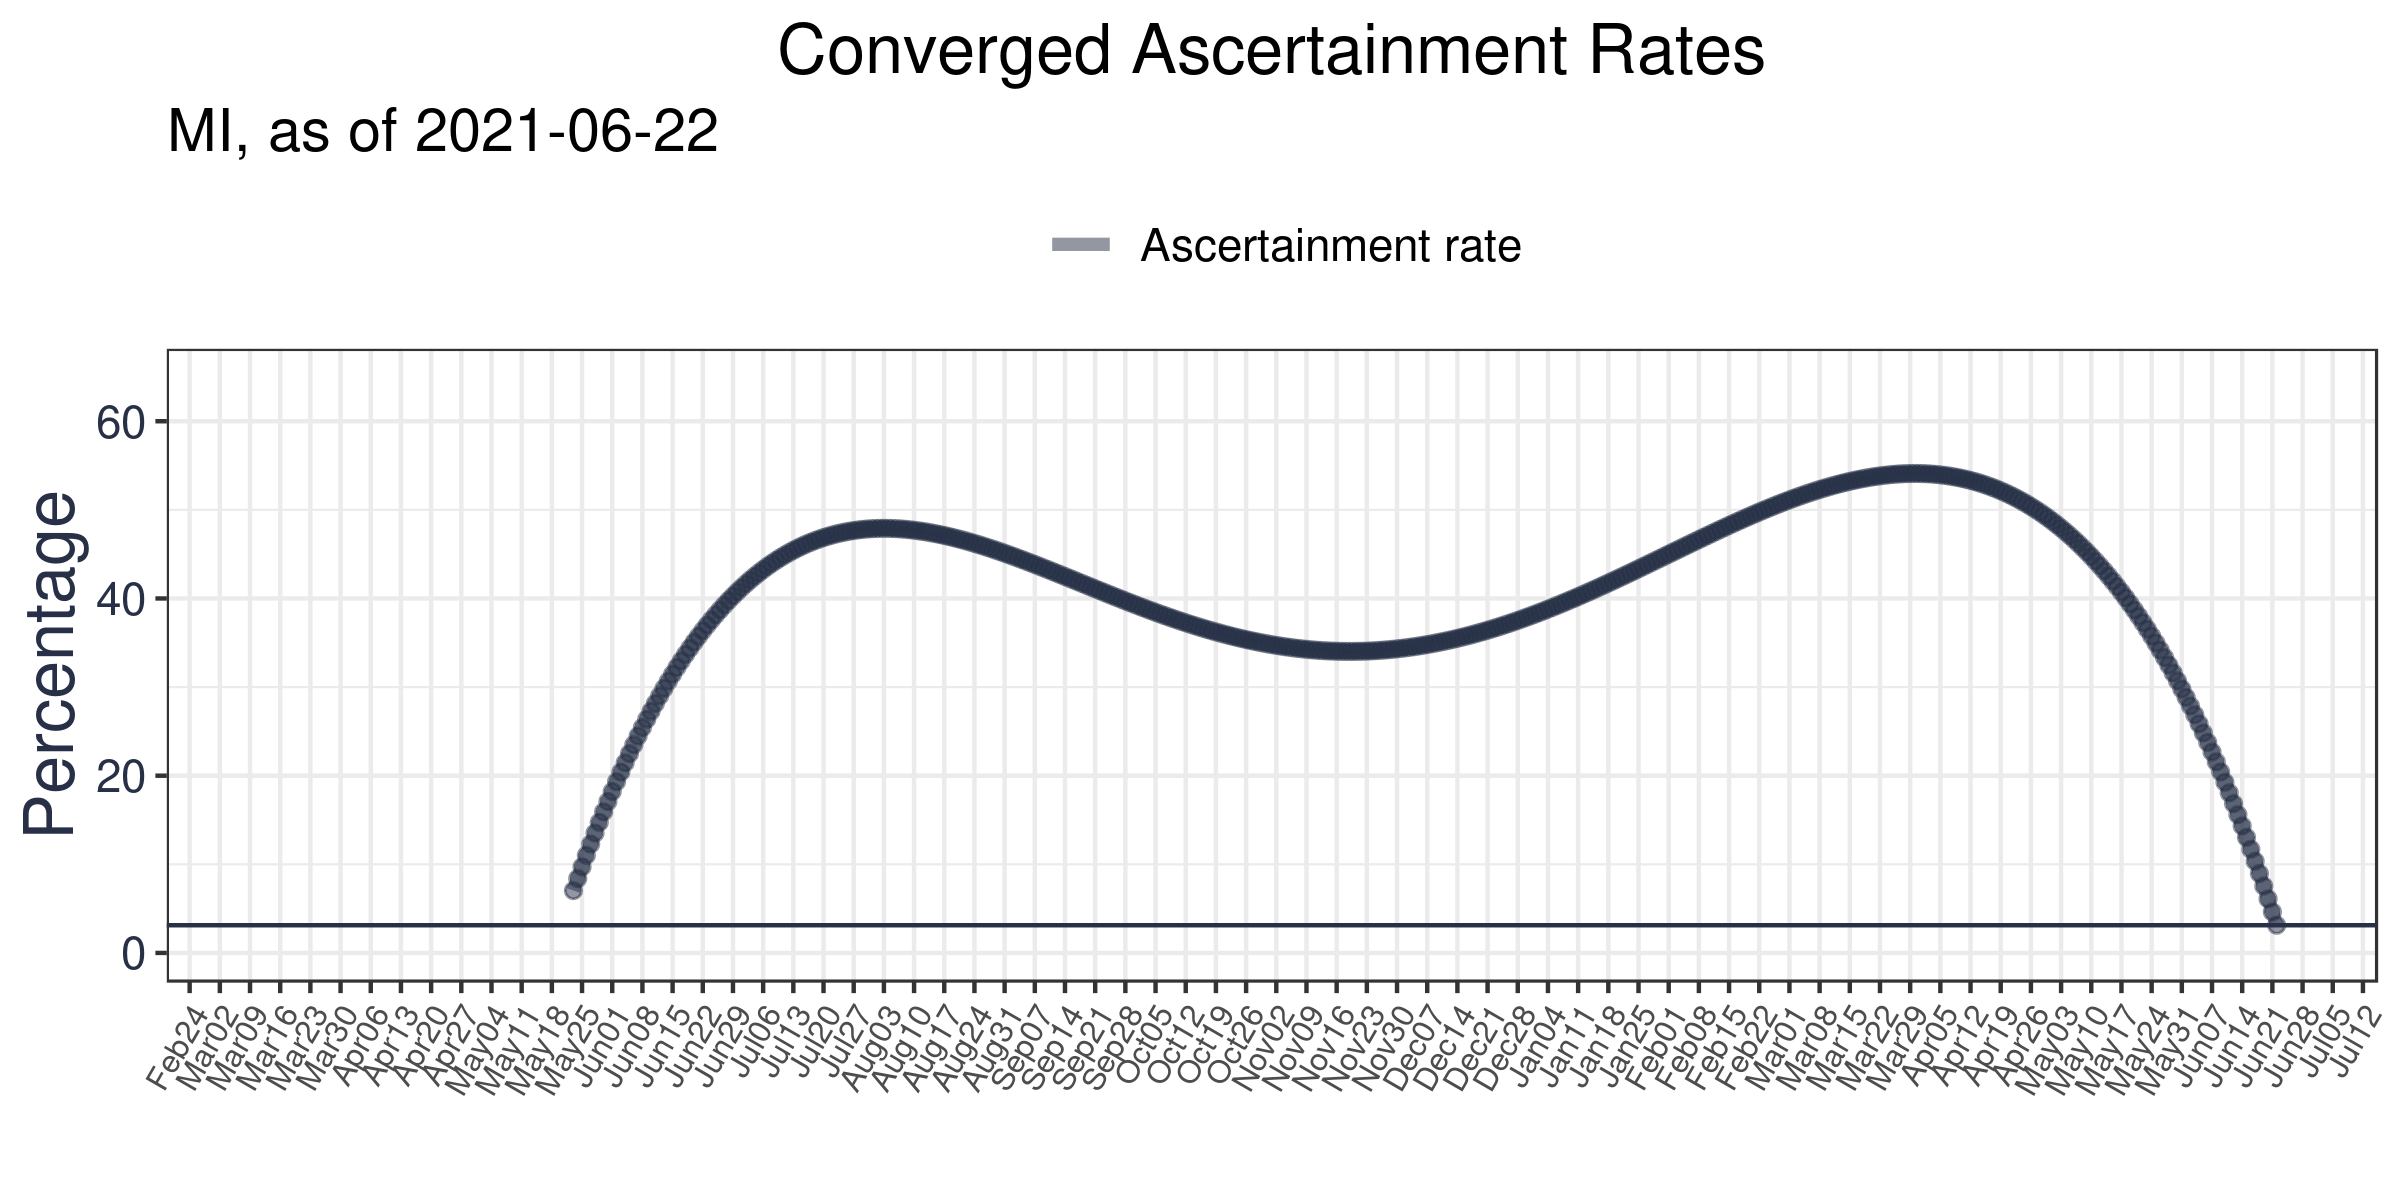 Converged Ascertainment Rates
MI, as of 2021-06-22
Ascertainment rate
Percentage
60
40
20
0
Feb24
Mar02
Mar09
Mar16
Mar23
Mar30
Apr06
Apr13
Apr20
Apr27
May04
May11
May18
May25
Jun01
Jun08
Jun15
Jun22
Jun29
Jul06
Jul13
Jul20
Jul27
Aug03
Aug10
Aug17
Aug24
Aug31
Sep07
Sep14
Sep21
Sep28
Oct05
Oct12
Oct19
Oct26
Nov02
Nov09
Nov16
Nov23
Nov30
Dec07
Dec14
Dec21
Dec28
Jan04
Jan11
Jan18
Jan25
Feb01
Feb08
Feb15
Feb22
Mar01
Mar08
Mar15
Mar22
Mar29
Apr05
Apr12
Apr19
Apr26
May03
May10
May17
May24
May31
Jun07
Jun14
Jun21
Jun28
Jul05
Jul12